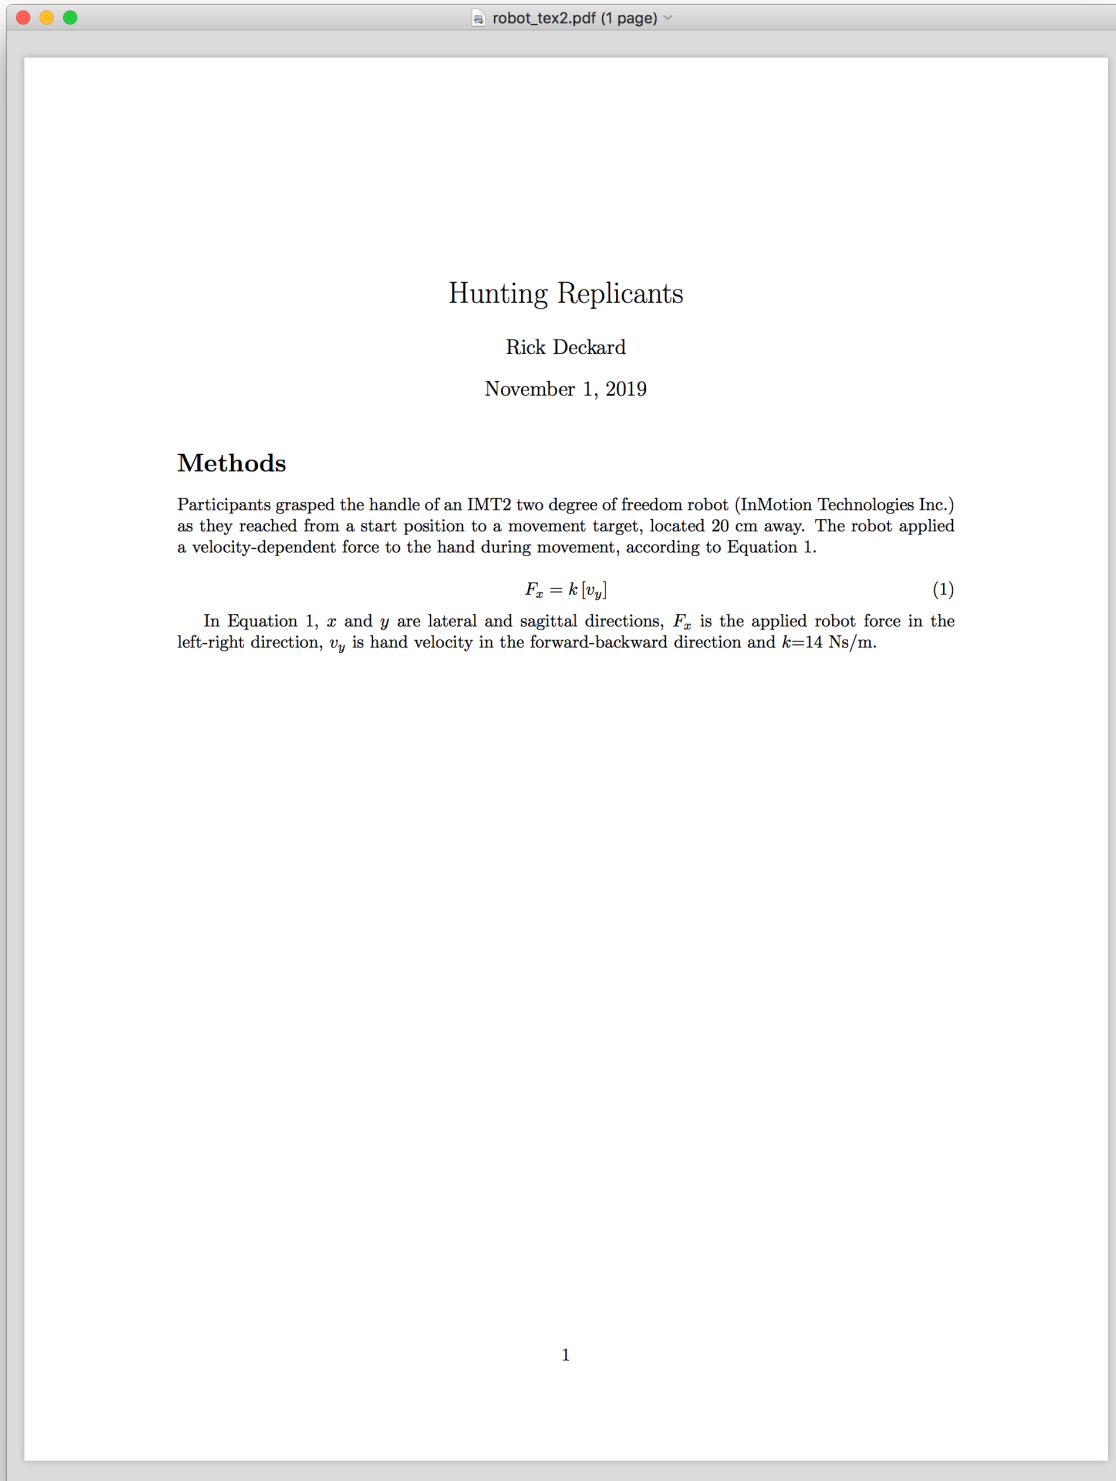 robot_tex2.pdf (1 page)
Hunting Replicants
Rick Deckard
November 1, 2019
Methods
Participants grasped the handle of an IMT2 two degree of freedom robot (InMotion Technologies Inc.)
as they reached from a start position to a movement target, located 20 cm away. The robot applied
a velocity-dependent force to the hand during movement, according to Equation 1.
F_x = k [v_y] (1)
In Equation 1, x and y are lateral and sagittal directions, F_x is the applied robot force in the
left-right direction, v_y is hand velocity in the forward-backward direction and k=14 Ns/m.
1